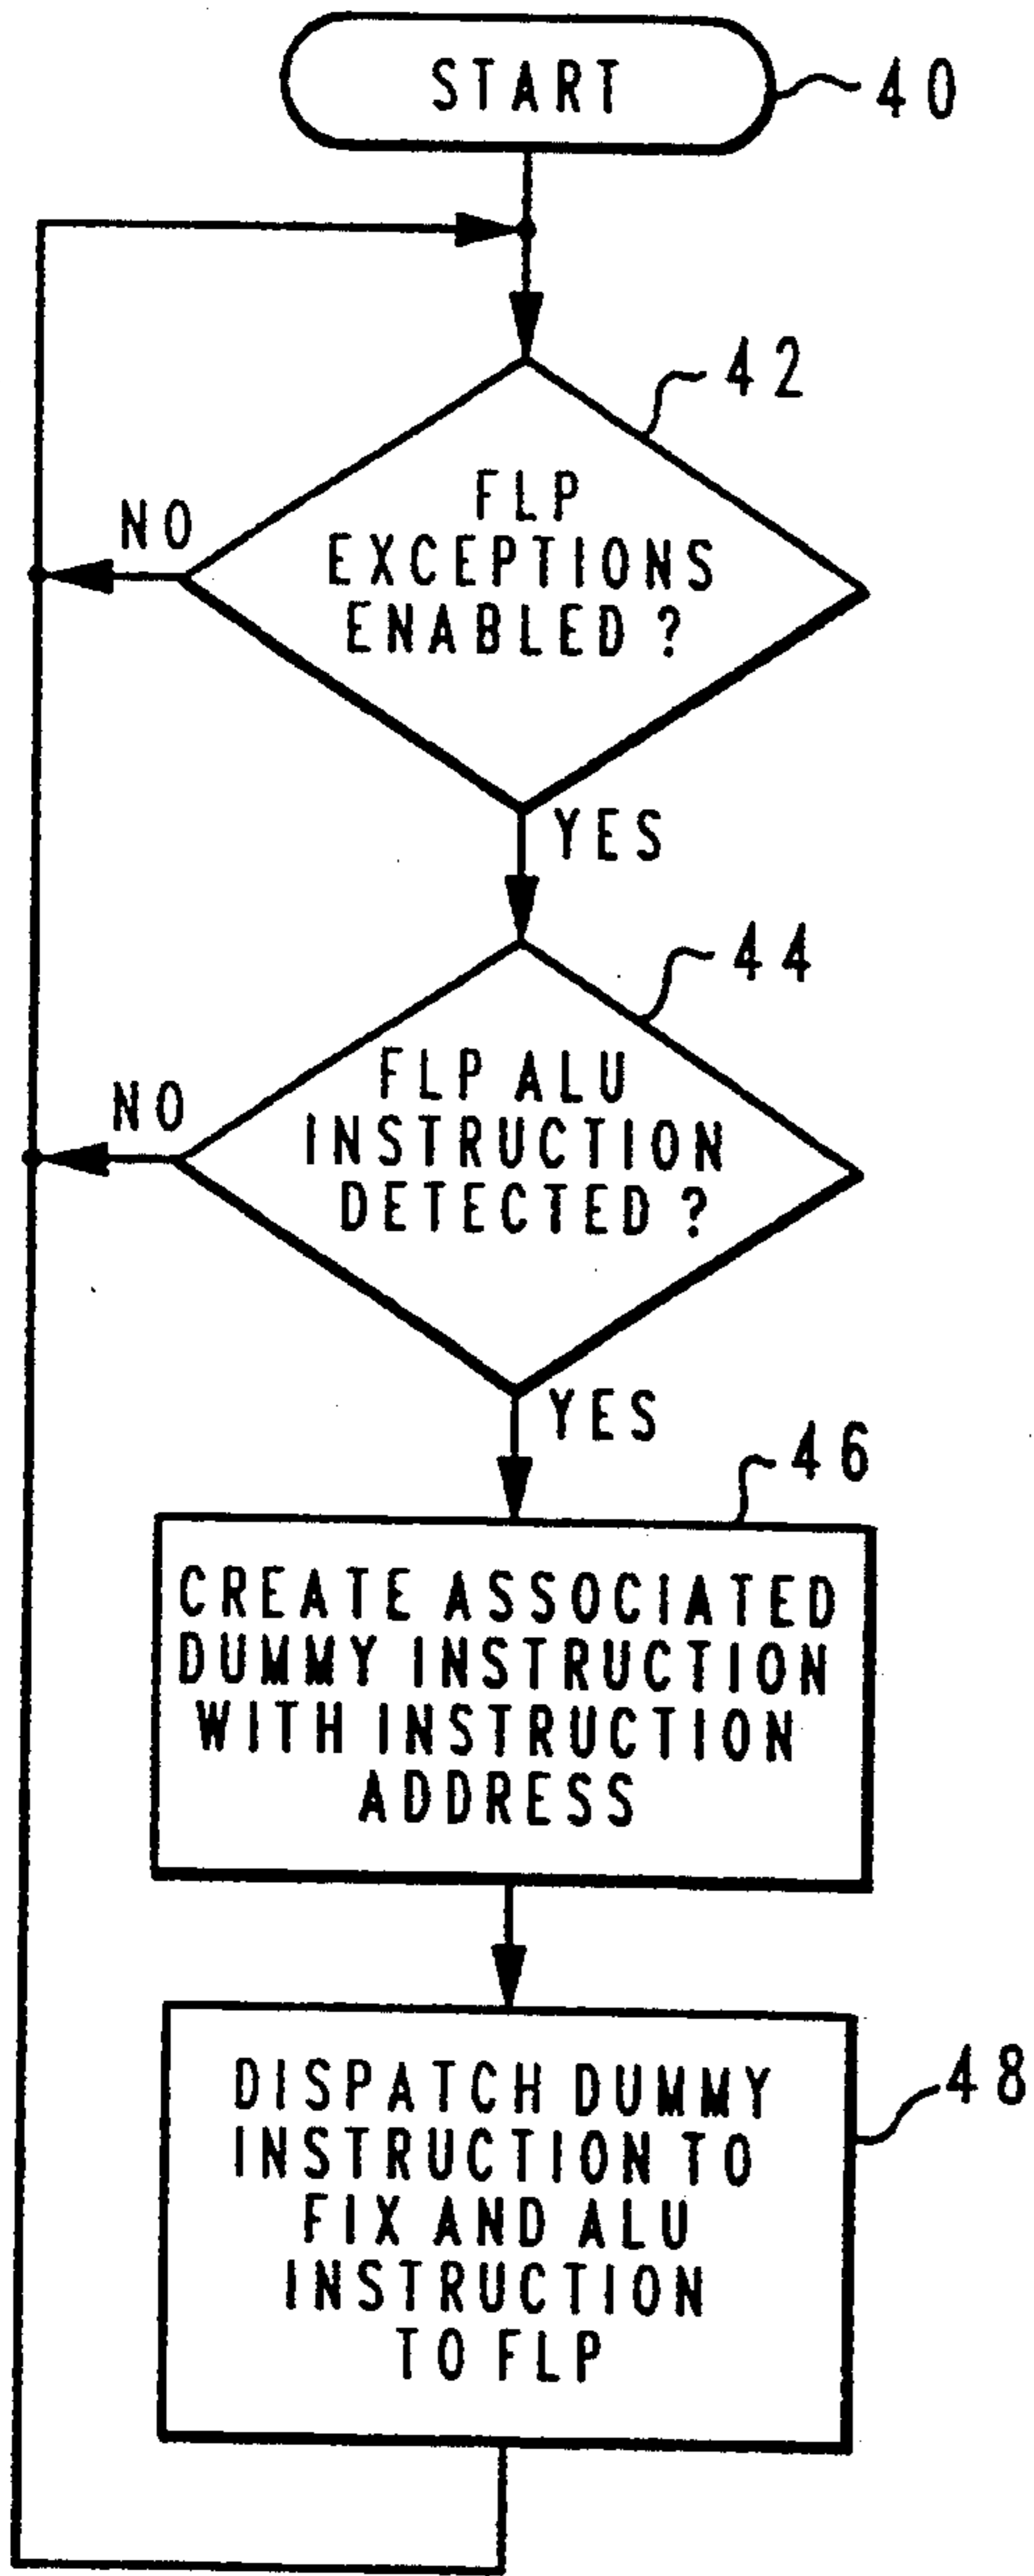 START
40
42
FLP
EXCEPTIONS
ENABLED ?
NO
YES
44
FLP ALU
INSTRUCTION
DETECTED ?
NO
YES
46
CREATE ASSOCIATED
DUMMY INSTRUCTION
WITH INSTRUCTION
ADDRESS
48
DISPATCH DUMMY
INSTRUCTION TO
FIX AND ALU
INSTRUCTION
TO FLP